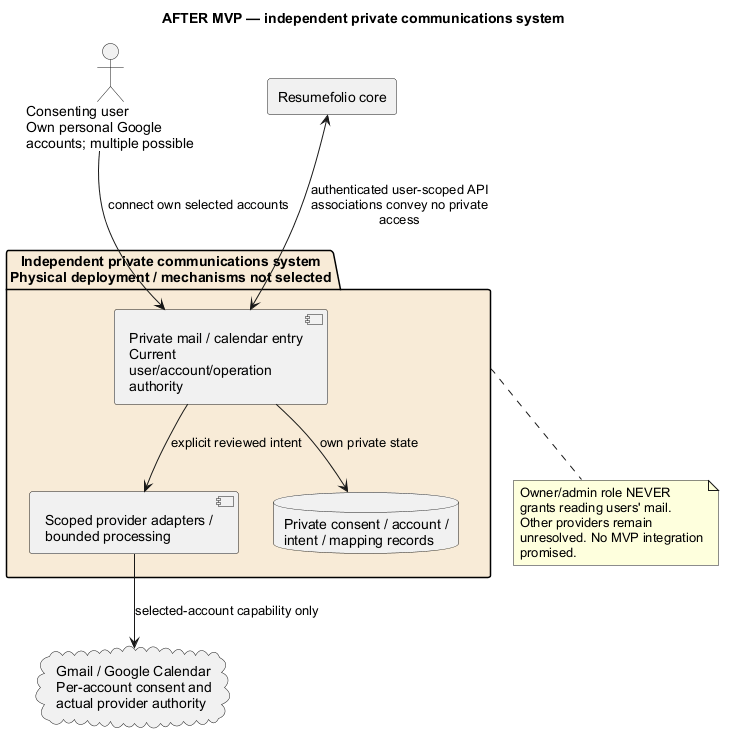 AFTER MVP — independent private communications system
Consenting user
Own personal Google
accounts; multiple possible
Resumefolio core
connect own selected accounts
authenticated user-scoped API
associations convey no private
access
Independent private communications system
Physical deployment / mechanisms not selected
Private mail / calendar entry
Current
user/account/operation
authority
explicit reviewed intent
own private state
Scoped provider adapters /
bounded processing
Private consent / account /
intent / mapping records
Owner/admin role NEVER
grants reading users' mail.
Other providers remain
unresolved. No MVP integration
promised.
selected-account capability only
Gmail / Google Calendar
Per-account consent and
actual provider authority